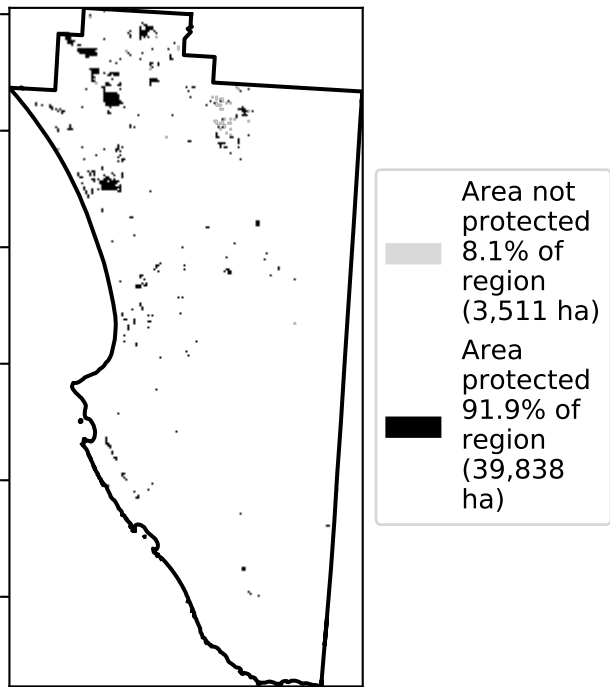 Area not
protected
8.1% of
region
(3,511 ha)
Area
protected
91.9% of
region
(39,838
ha)